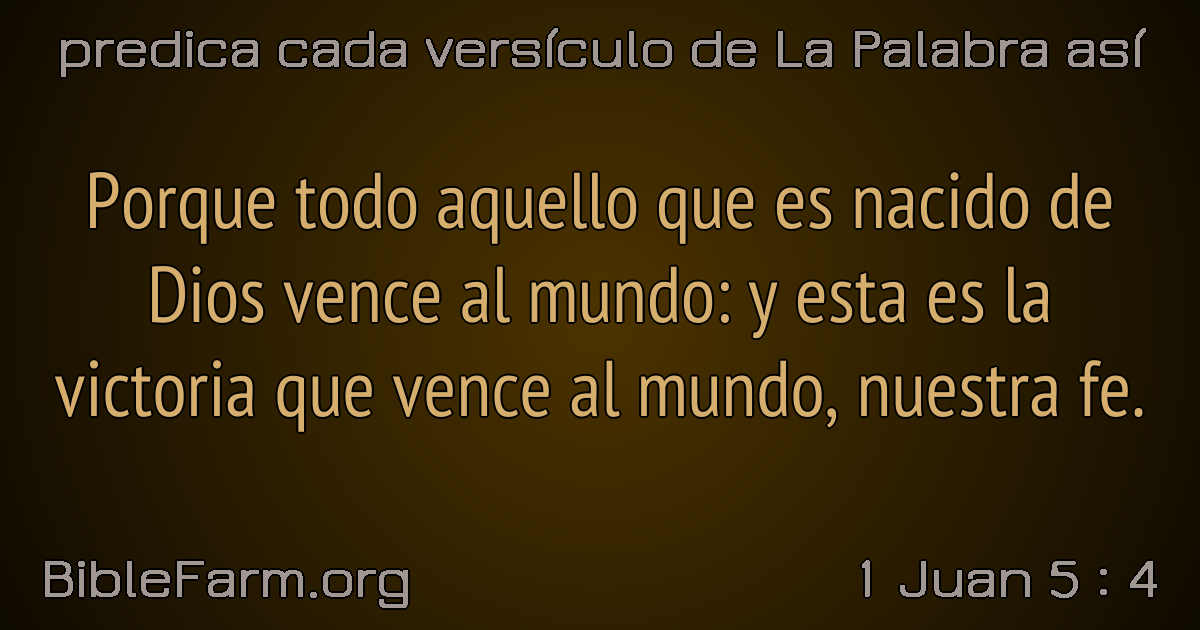 predica cada versículo de La Palabra así
Porque todo aquello que es nacido de
Dios vence al mundo: y esta es la
victoria que vence al mundo, nuestra fe.
BibleFarm.org
1 Juan 5 : 4